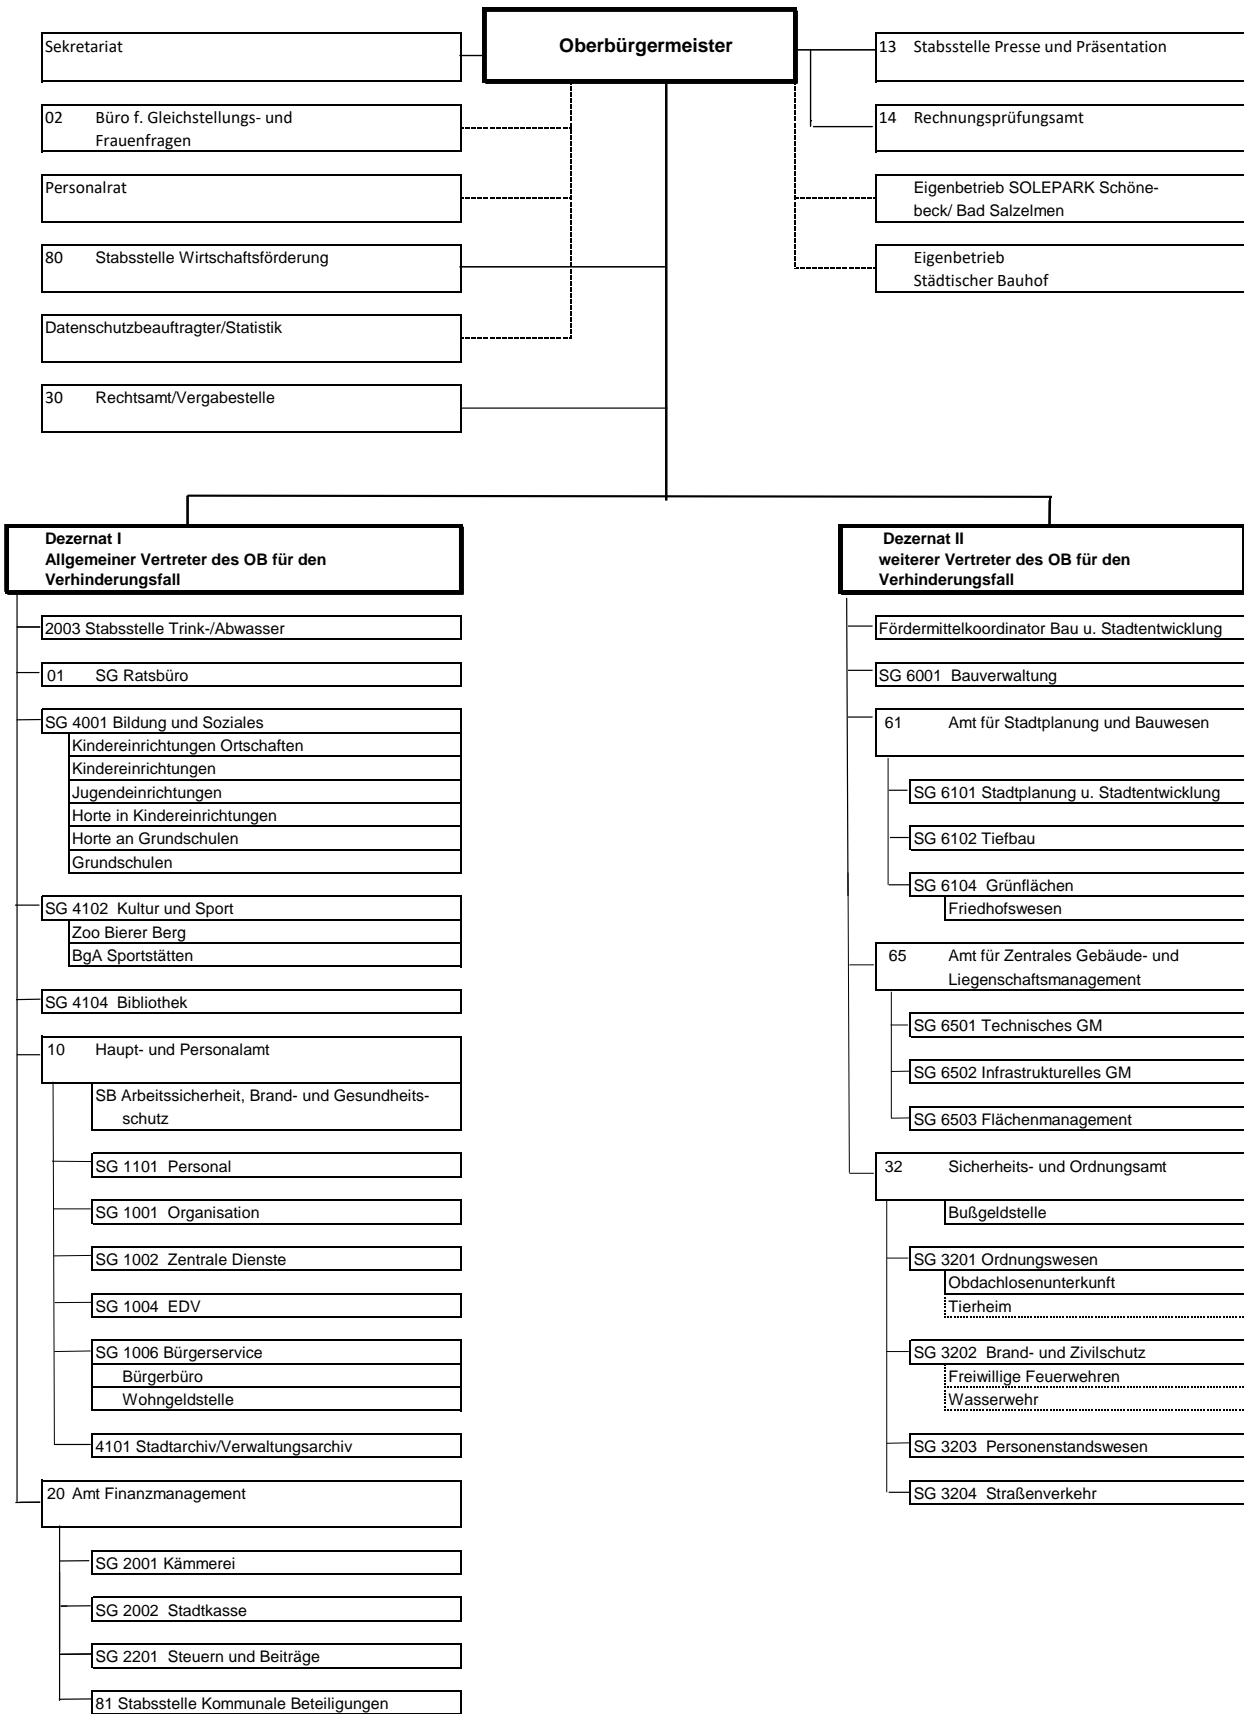 Oberbürgermeister
Sekretariat
02 Büro f. Gleichstellungs- und
Frauenfragen
Personalrat
80 Stabsstelle Wirtschaftsförderung
Datenschutzbeauftragter/Statistik
30 Rechtsamt/Vergabestelle
13 Stabsstelle Presse und Präsentation
14 Rechnungsprüfungsamt
Eigenbetrieb SOLEPARK Schöne-
beck/ Bad Salzelmen
Eigenbetrieb
Städtischer Bauhof
Dezernat I
Allgemeiner Vertreter des OB für den
Verhinderungsfall
2003 Stabsstelle Trink-/Abwasser
01 SG Ratsbüro
SG 4001 Bildung und Soziales
Kindereinrichtungen Ortschaften
Kindereinrichtungen
Jugendeinrichtungen
Horte in Kindereinrichtungen
Horte an Grundschulen
Grundschulen
SG 4102 Kultur und Sport
Zoo Bierer Berg
BgA Sportstätten
SG 4104 Bibliothek
10 Haupt- und Personalamt
SB Arbeitssicherheit, Brand- und Gesundheits-
schutz
SG 1101 Personal
SG 1001 Organisation
SG 1002 Zentrale Dienste
SG 1004 EDV
SG 1006 Bürgerservice
Bürgerbüro
Wohngeldstelle
4101 Stadtarchiv/Verwaltungsarchiv
20 Amt Finanzmanagement
SG 2001 Kämmerei
SG 2002 Stadtkasse
SG 2201 Steuern und Beiträge
81 Stabsstelle Kommunale Beteiligungen
Dezernat II
weiterer Vertreter des OB für den
Verhinderungsfall
Fördermittelkoordinator Bau u. Stadtentwicklung
SG 6001 Bauverwaltung
61 Amt für Stadtplanung und Bauwesen
SG 6101 Stadtplanung u. Stadtentwicklung
SG 6102 Tiefbau
SG 6104 Grünflächen
Friedhofswesen
65 Amt für Zentrales Gebäude- und
Liegenschaftsmanagement
SG 6501 Technisches GM
SG 6502 Infrastrukturelles GM
SG 6503 Flächenmanagement
32 Sicherheits- und Ordnungsamt
Bußgeldstelle
SG 3201 Ordnungswesen
Obdachlosenunterkunft
Tierheim
SG 3202 Brand- und Zivilschutz
Freiwillige Feuerwehren
Wasserwehr
SG 3203 Personenstandswesen
SG 3204 Straßenverkehr